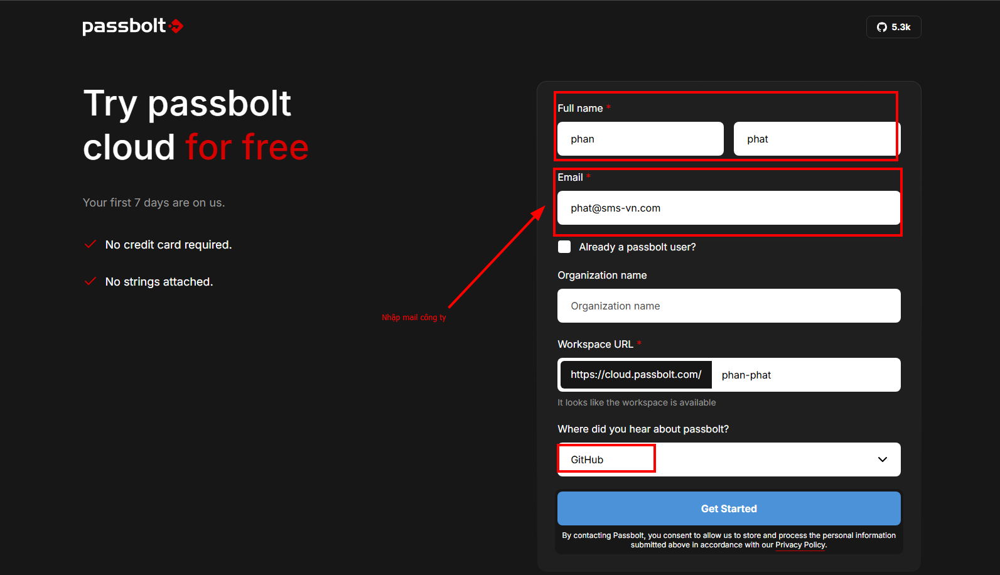 passbolt
5.3k
Try passbolt
cloud for free
Your first 7 days are on us.
No credit card required.
No strings attached.
Nhập mail công ty
Full name *
phan
phat
Email *
phat@sms-vn.com
Already a passbolt user?
Organization name
Organization name
Workspace URL *
https://cloud.passbolt.com/ phan-phat
It looks like the workspace is available
Where did you hear about passbolt?
GitHub
Get Started
By contacting Passbolt, you consent to allow us to store and process the personal information
submitted above in accordance with our Privacy Policy.